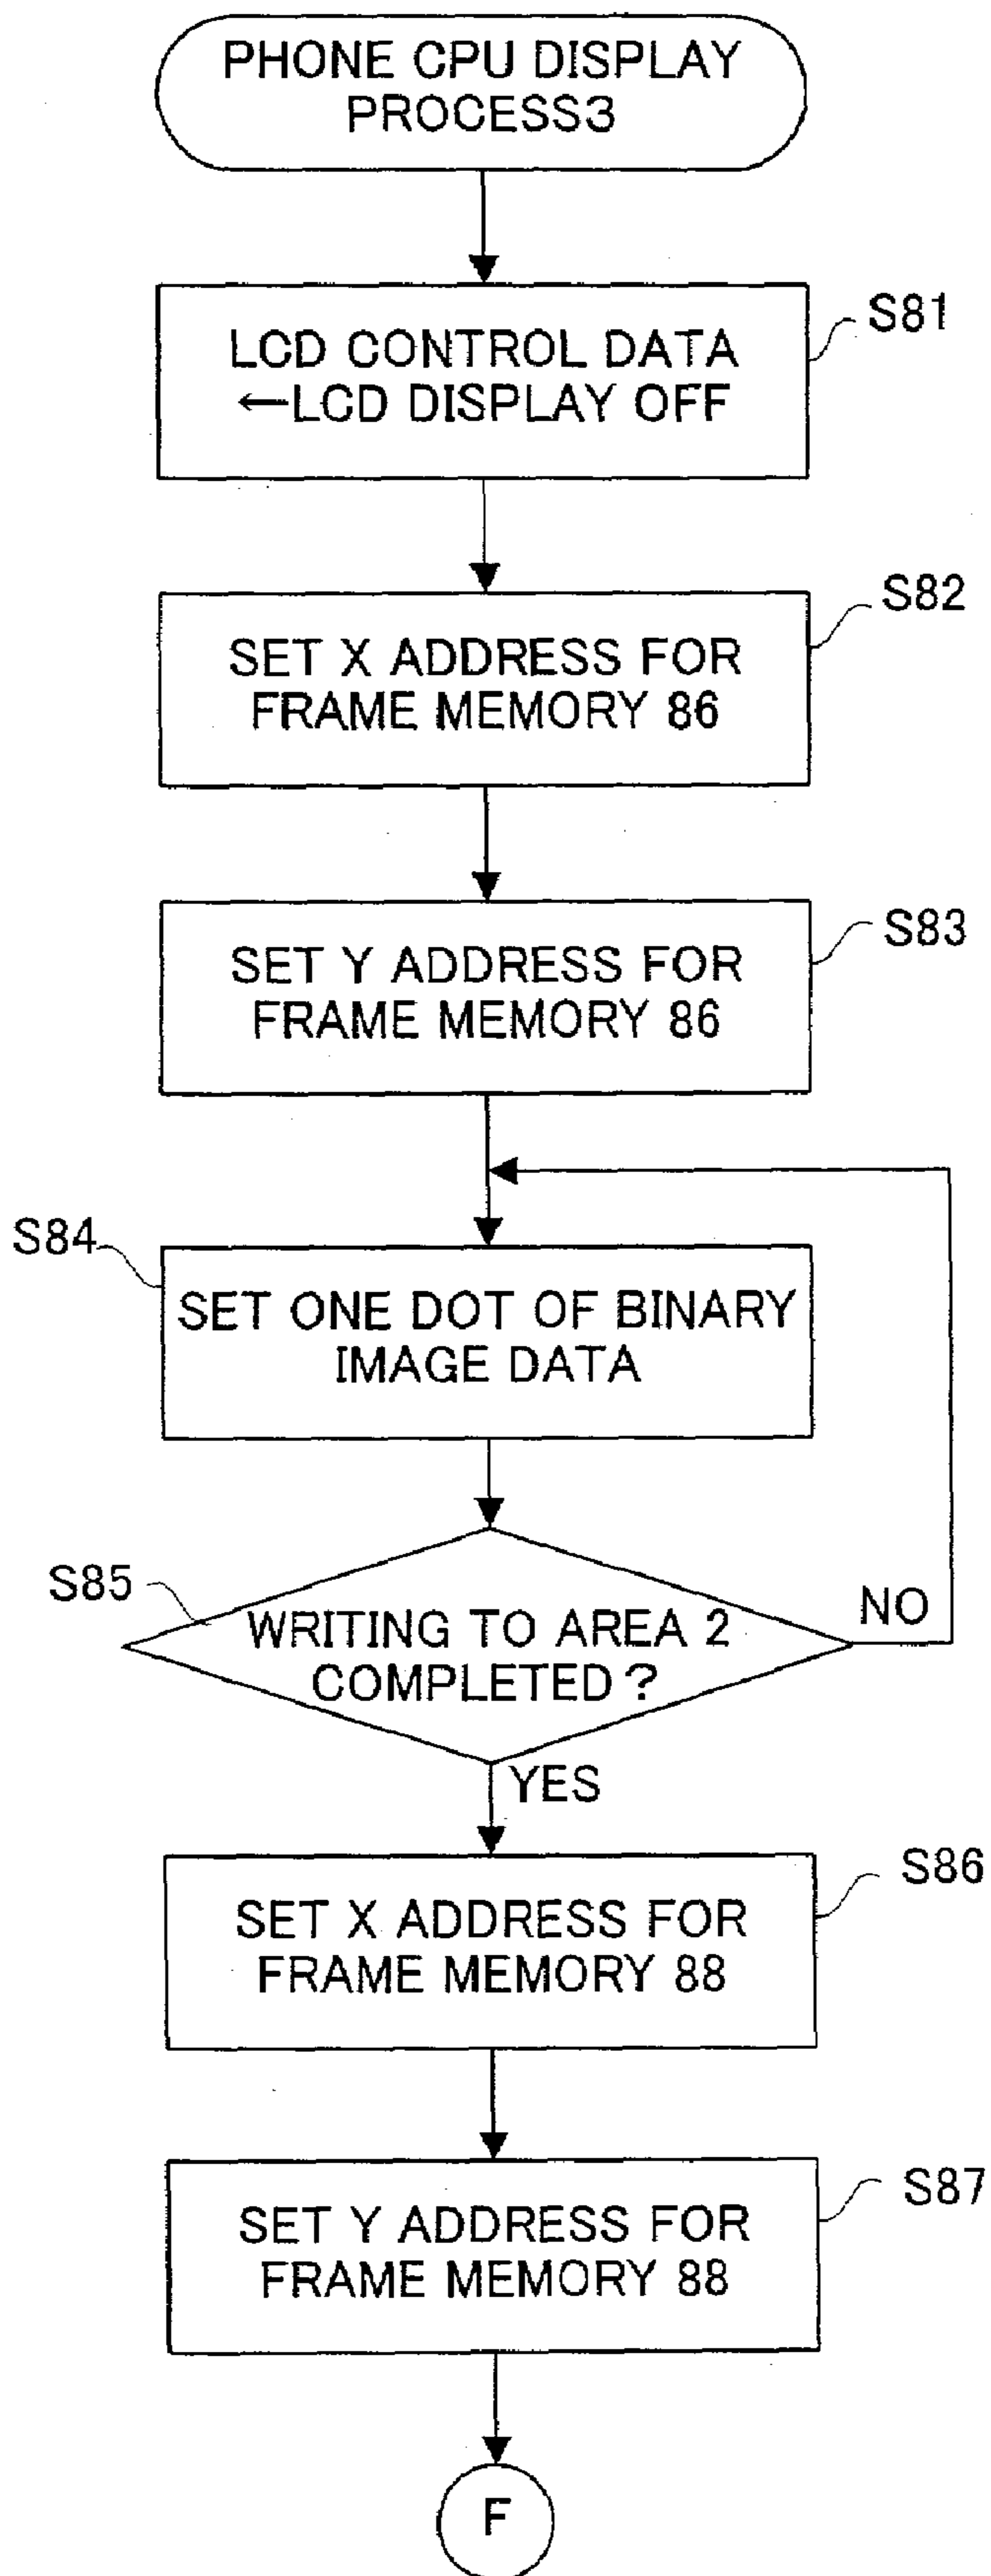 PHONE CPU DISPLAY
PROCESS3
S81
LCD CONTROL DATA
←LCD DISPLAY OFF
S82
SET X ADDRESS FOR
FRAME MEMORY 86
S83
SET Y ADDRESS FOR
FRAME MEMORY 86
S84
SET ONE DOT OF BINARY
IMAGE DATA
S85
WRITING TO AREA 2
COMPLETED?
NO
YES
S86
SET X ADDRESS FOR
FRAME MEMORY 88
S87
SET Y ADDRESS FOR
FRAME MEMORY 88
F